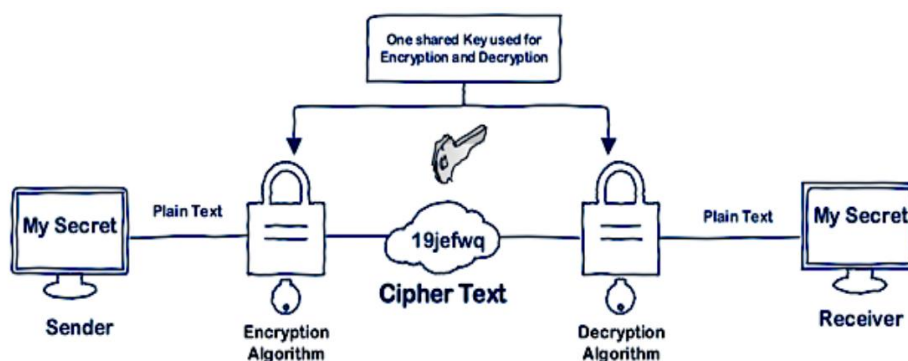 One shared Key used for
Encryption and Decryption
My Secret
Plain Text
19jefwq
Plain Text
My Secret
Cipher Text
Sender
Encryption
Algorithm
Decryption
Algorithm
Receiver